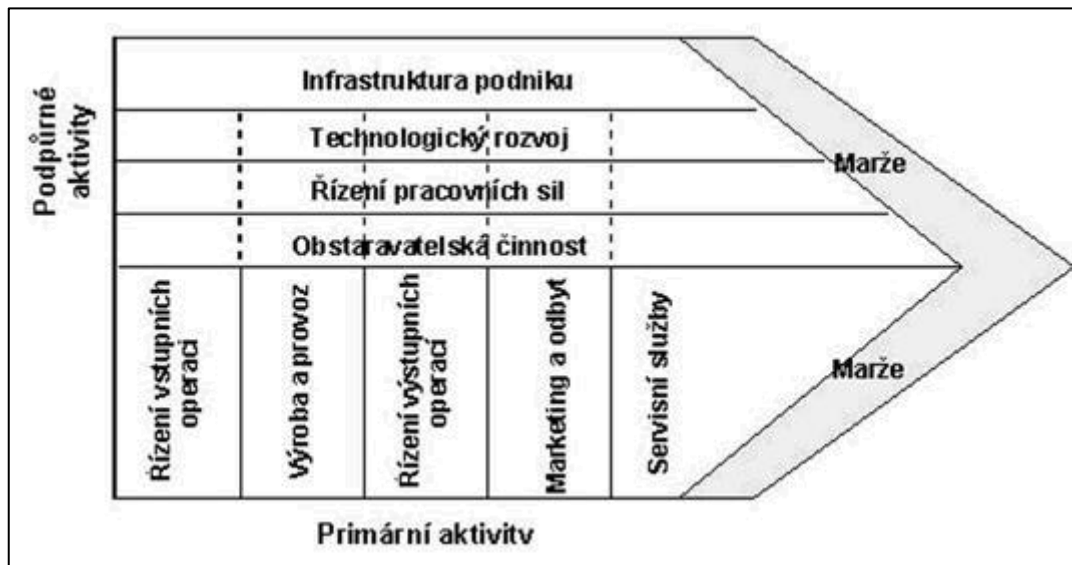 Podpůrné
aktivity
Infrastruktura podniku
Technologický rozvoj
Řízení pracovních sil
Obstaravatelská činnost
Marže
Řízení vstupních
operací
Výroba a provoz
Řízení výstupních
operací
Marketing a odbyt
Servisní služby
Marže
Primární aktivity